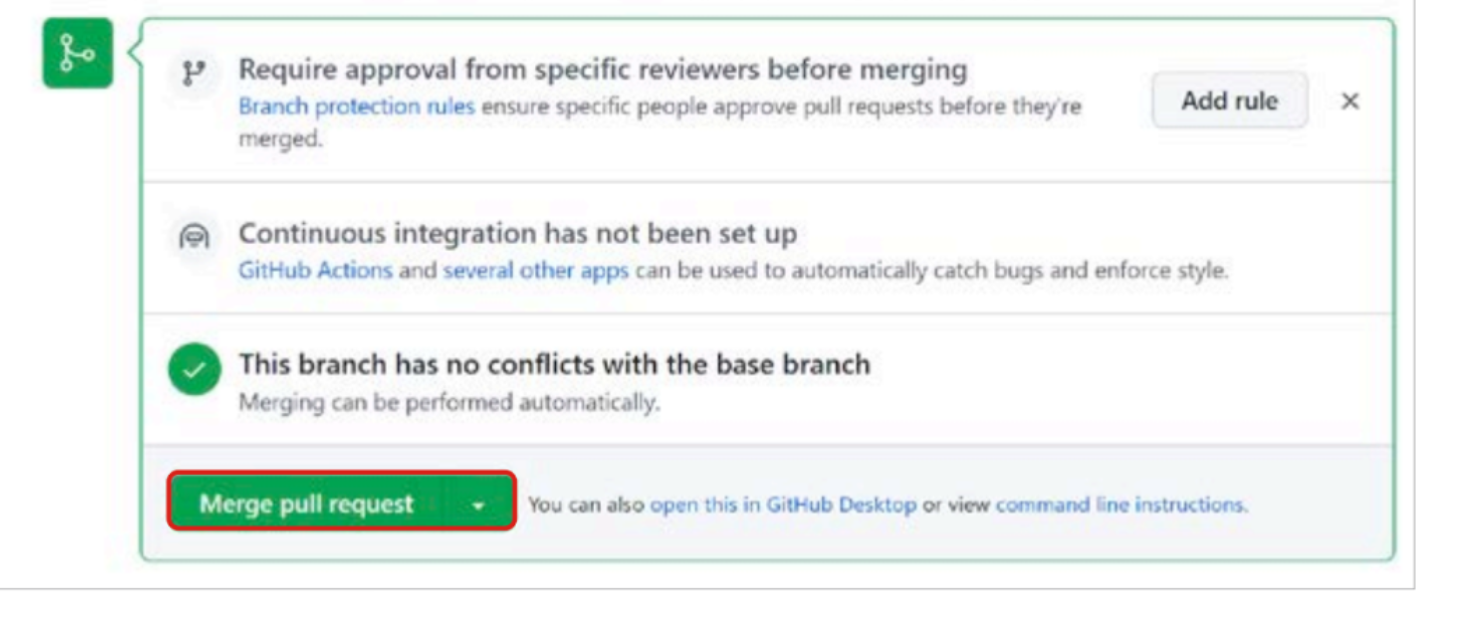 Require approval from specific reviewers before merging
Branch protection rules ensure specific people approve pull requests before they're
merged.
Add rule
Continuous integration has not been set up
GitHub Actions and several other apps can be used to automatically catch bugs and enforce style.
This branch has no conflicts with the base branch
Merging can be performed automatically.
Merge pull request
You can also open this in GitHub Desktop or view command line instructions.